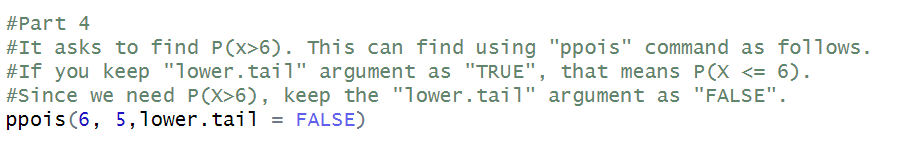 #Part 4
#It asks to find P(X>6). This can find using "ppois" command as follows.
#If you keep "lower.tail" argument as "TRUE", that means P(X <= 6).
#Since we need P(X>6), keep the "lower.tail" argument as "FALSE".
ppois(6, 5,lower.tail = FALSE)